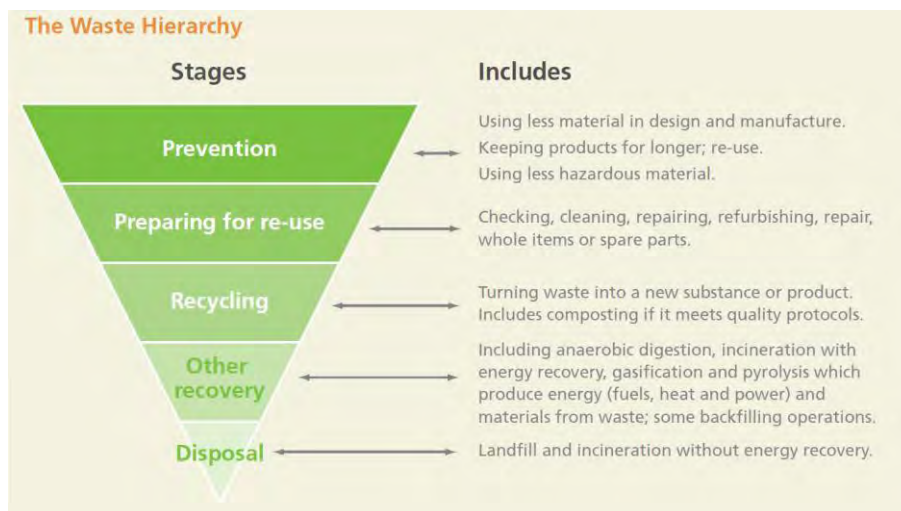 The Waste Hierarchy
Stages
Includes
Prevention
Using less material in design and manufacture.
Keeping products for longer; re-use.
Using less hazardous material.
Preparing for re-use
Checking, cleaning, repairing, refurbishing, repair,
whole items or spare parts.
Recycling
Turning waste into a new substance or product.
Includes composting if it meets quality protocols.
Other
recovery
Including anaerobic digestion, incineration with
energy recovery, gasification and pyrolysis which
produce energy (fuels, heat and power) and
materials from waste; some backfilling operations.
Disposal
Landfill and incineration without energy recovery.